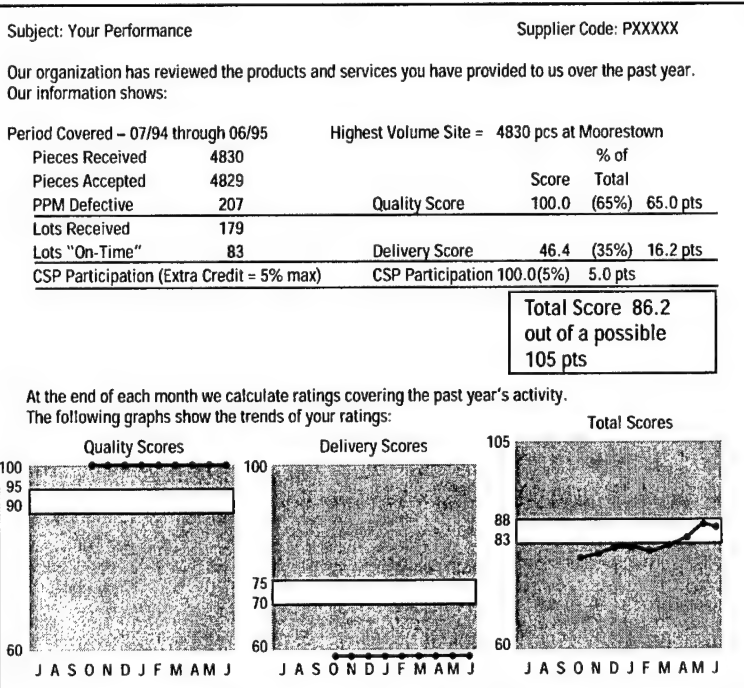 Subject: Your Performance Supplier Code: PXXXXX
Our organization has reviewed the products and services you have provided to us over the past year.
Our information shows:
Period Covered – 07/94 through 06/95 Highest Volume Site = 4830 pcs at Moorestown
Pieces Received 4830 % of
Pieces Accepted 4829 Score Total
PPM Defective 207 Quality Score 100.0 (65%) 65.0 pts
Lots Received 179
Lots "On-Time" 83 Delivery Score 46.4 (35%) 16.2 pts
CSP Participation (Extra Credit = 5% max) CSP Participation 100.0(5%) 5.0 pts
Total Score 86.2
out of a possible
105 pts
At the end of each month we calculate ratings covering the past year's activity.
The following graphs show the trends of your ratings:
Quality Scores
100
95
90
60
J A S O N D J F M A M J
Delivery Scores
100
75
70
60
J A S O N D J F M A M J
Total Scores
105
88
83
60
J A S O N D J F M A M J